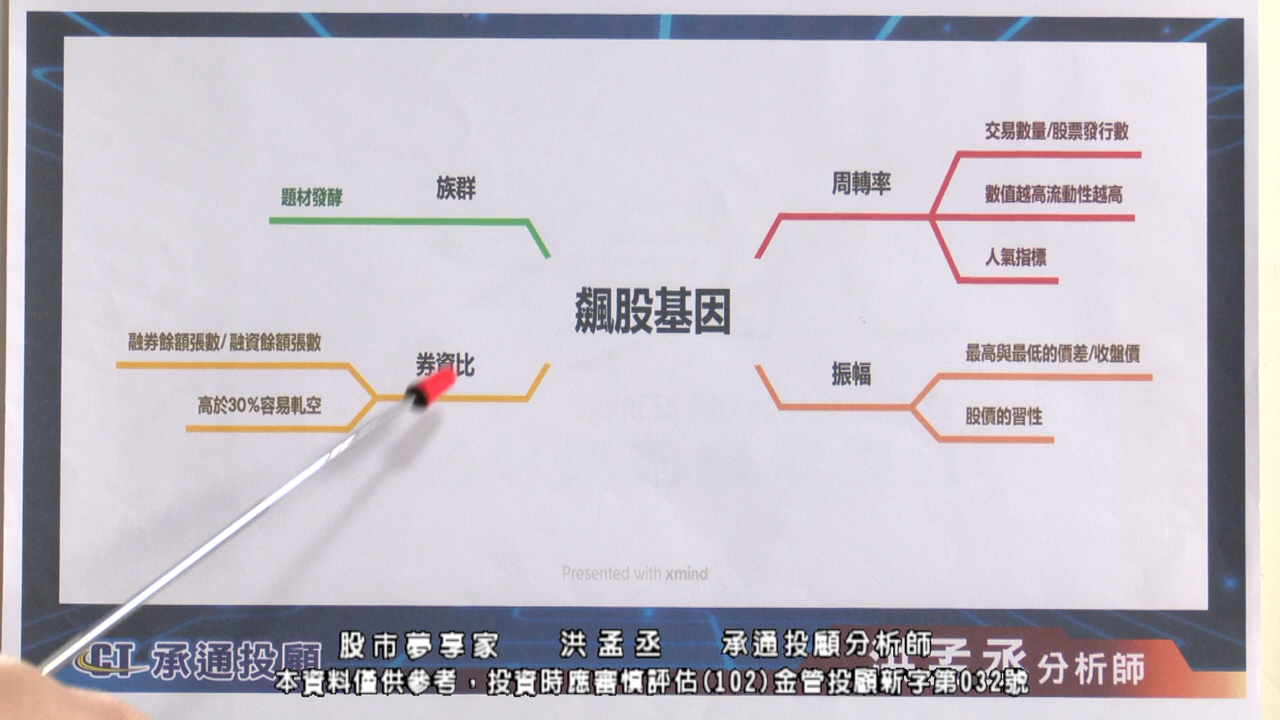 族群
題材發酵
周轉率
交易數量/股票發行數
數值越高流動性越高
人氣指標
飆股基因
券資比
融券餘額張數/融資餘額張數
高於30%容易軋空
振幅
最高與最低的價差/收盤價
股價的習性
Presented with xmind
CI 承通投顧
股市夢享家 洪孟丞 承通投顧分析師
洪孟丞 分析師
本資料僅供參考，投資時應審慎評估(102)金管投顧新字第032號